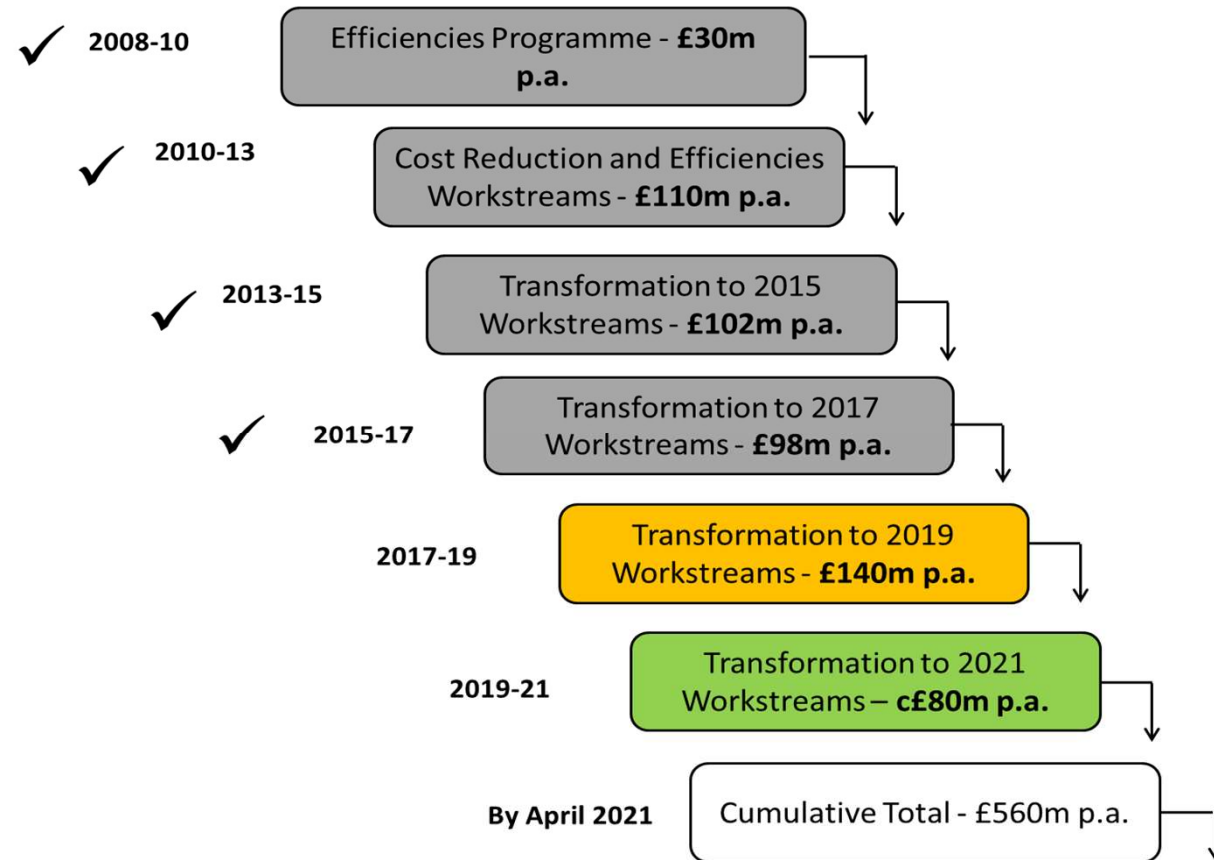 2008-10
Efficiencies Programme - £30m
p.a.
2010-13
Cost Reduction and Efficiencies
Workstreams - £110m p.a.
2013-15
Transformation to 2015
Workstreams - £102m p.a.
2015-17
Transformation to 2017
Workstreams - £98m p.a.
2017-19
Transformation to 2019
Workstreams - £140m p.a.
2019-21
Transformation to 2021
Workstreams – c£80m p.a.
By April 2021
Cumulative Total - £560m p.a.